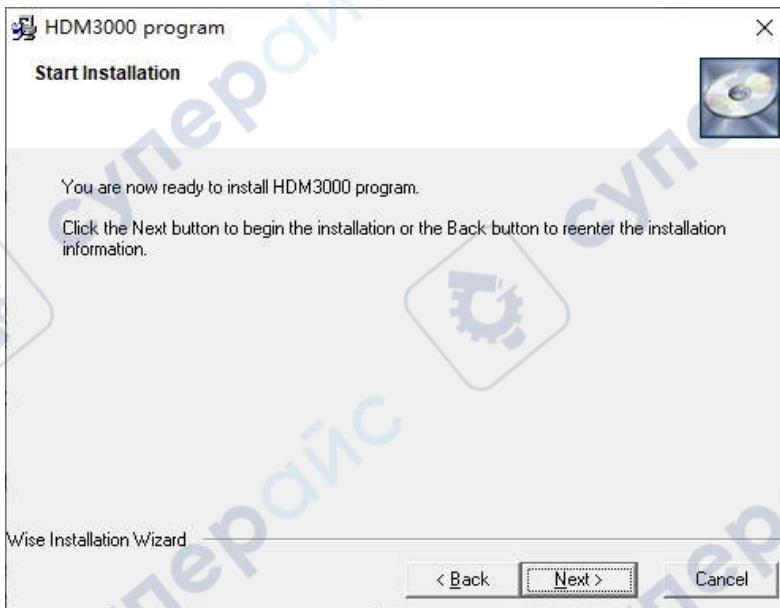 HDM3000 program
Start Installation
You are now ready to install HDM3000 program.
Click the Next button to begin the installation or the Back button to reenter the installation
information.
Wise Installation Wizard
< Back
Next >
Cancel
суперайс